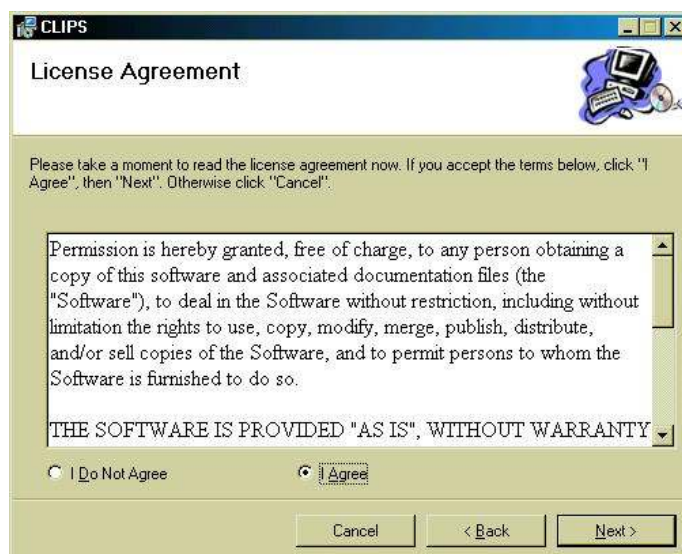 CLIPS
License Agreement
Please take a moment to read the license agreement now. If you accept the terms below, click "I
Agree", then "Next". Otherwise click "Cancel".
Permission is hereby granted, free of charge, to any person obtaining a
copy of this software and associated documentation files (the
"Software"), to deal in the Software without restriction, including without
limitation the rights to use, copy, modify, merge, publish, distribute,
and/or sell copies of the Software, and to permit persons to whom the
Software is furnished to do so.
THE SOFTWARE IS PROVIDED "AS IS", WITHOUT WARRANTY
I Do Not Agree
I Agree
Cancel
< Back
Next >